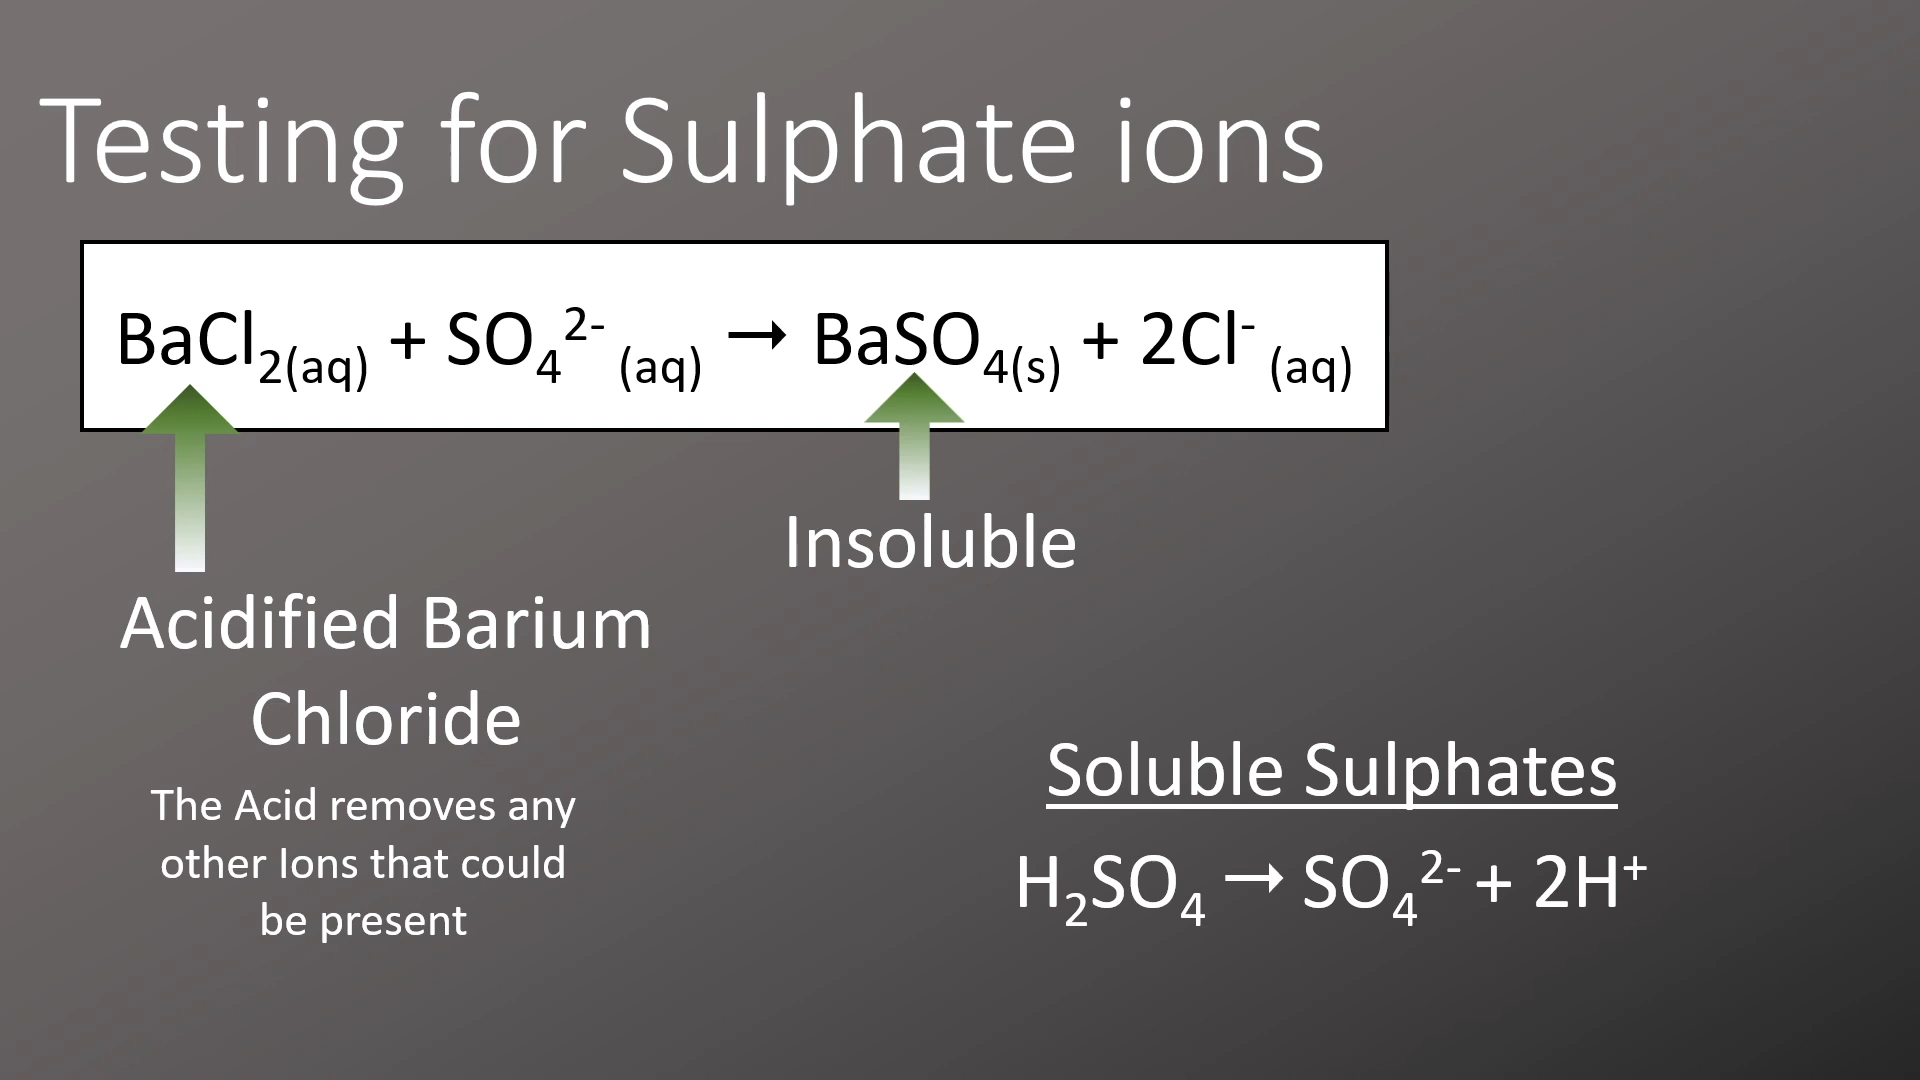 Testing for Sulphate ions
BaCl₂₍aq₎ + SO₄²⁻ ₍aq₎ → BaSO₄₍s₎ + 2Cl⁻ ₍aq₎
Insoluble
Acidified Barium
Chloride
The Acid removes any
other Ions that could
be present
Soluble Sulphates
H₂SO₄ → SO₄²⁻ + 2H⁺